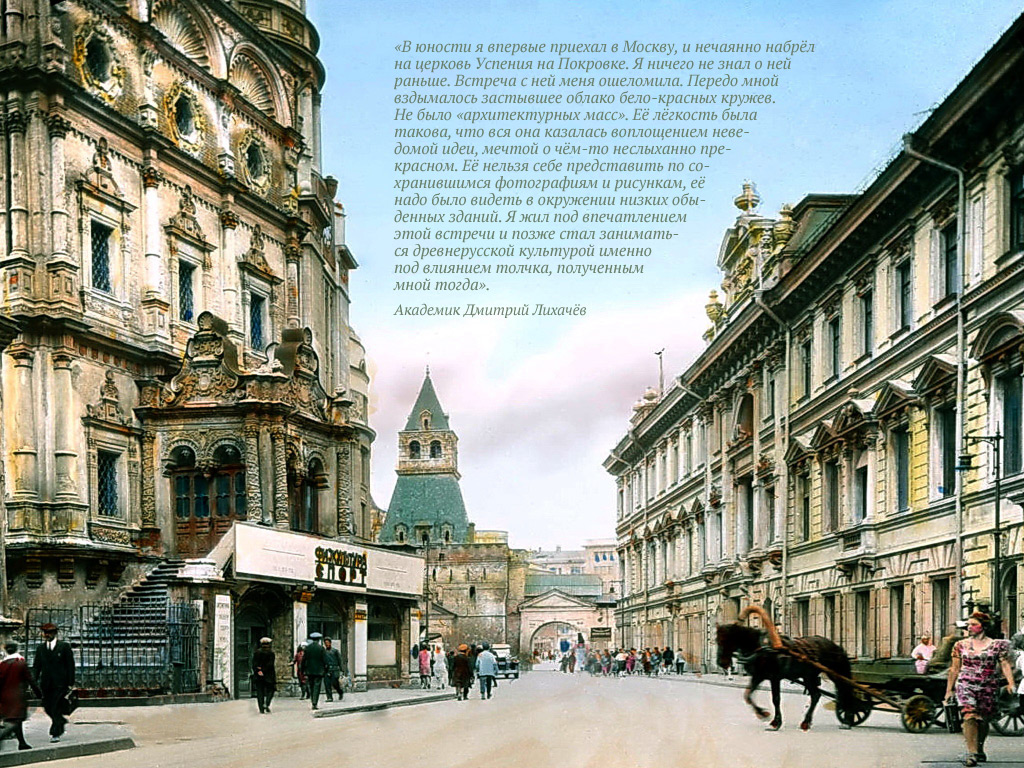 «В юности я впервые приехал в Москву, и нечаянно набрёл
на церковь Успения на Покровке. Я ничего не знал о ней
раньше. Встреча с ней меня ошеломила. Передо мной
вздымалось застывшее облако бело-красных кружев.
Не было «архитектурных масс». Её лёгкость была
такова, что вся она казалась воплощением неве-
домой идеи, мечтой о чём-то неслыханно пре-
красном. Её нельзя себе представить по со-
хранившимся фотографиям и рисункам, её
надо было видеть в окружении низких обы-
денных зданий. Я жил под впечатлением
этой встречи и позже стал занимать-
ся древнерусской культурой именно
под влиянием толчка, полученным
мной тогда».
Академик Дмитрий Лихачёв
ФИЗКУЛЬТУРА
СПОРТ